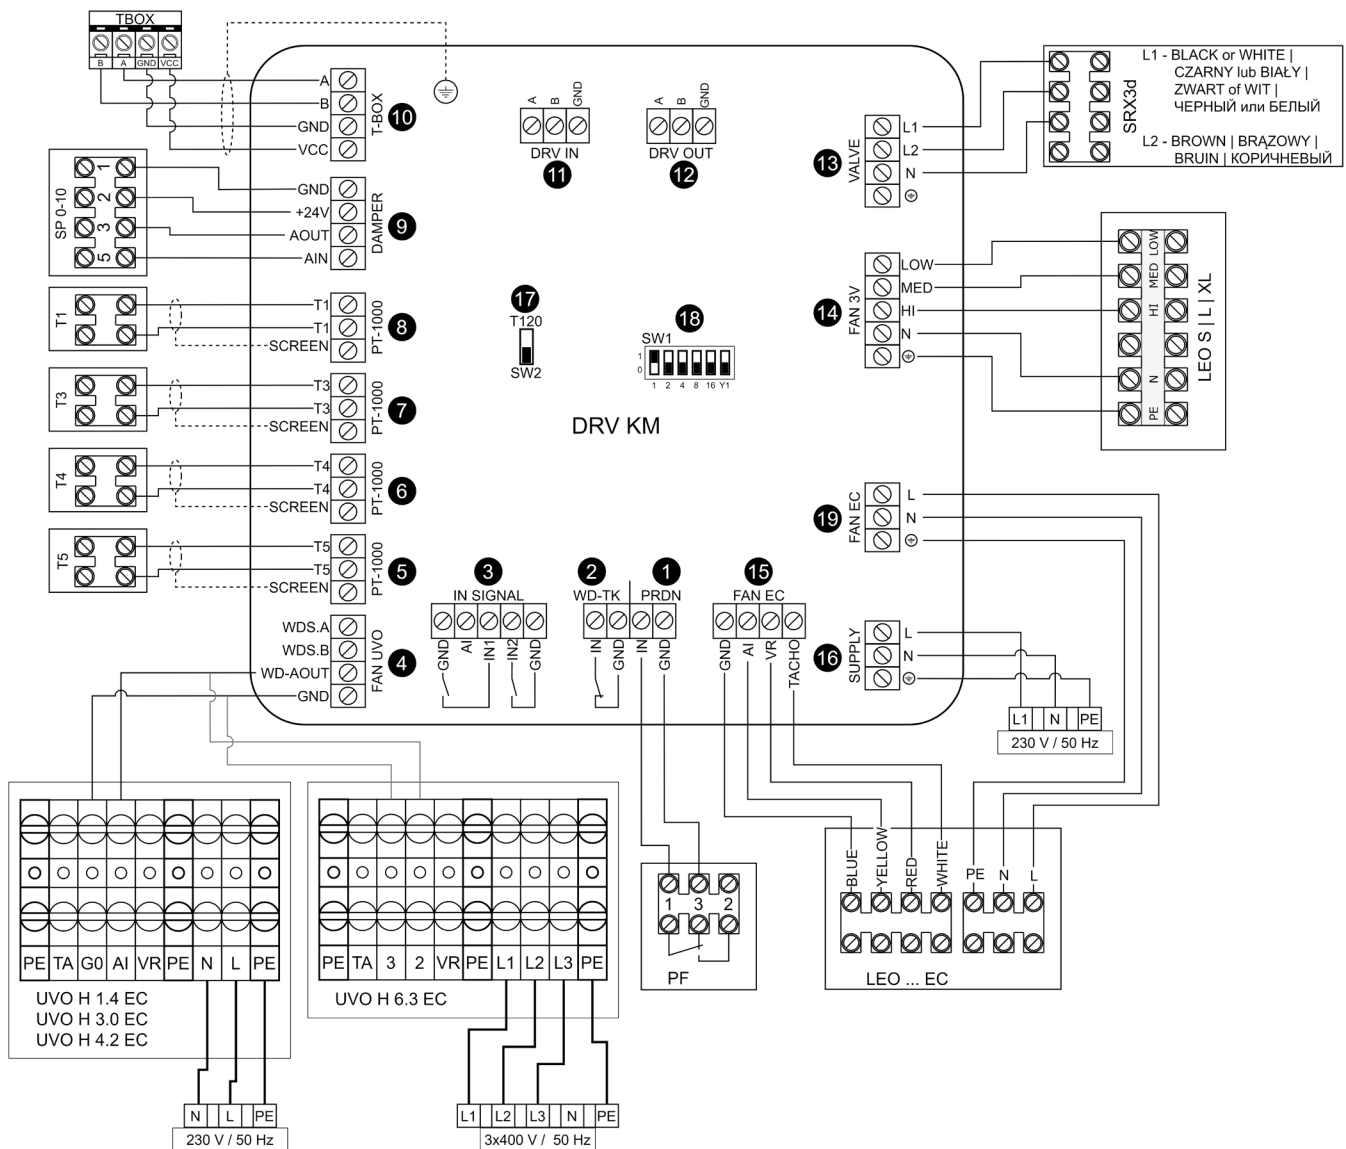 TBOX
B A GND VCC
A
B
GND
VCC
T-BOX
10
SP 0-10
1
2
3
5
GND
+24V
AOUT
AIN
DAMPER
9
T1
T1
T1
SCREEN
PT-1000
8
T3
T3
T3
SCREEN
PT-1000
7
T4
T4
T4
SCREEN
PT-1000
6
T5
T5
T5
SCREEN
PT-1000
5
WDS.A
WDS.B
WD-AOUT
GND
FAN UVO
4
A B GND
DRV IN
11
A B GND
DRV OUT
12
17
T120
SW2
18
SW1
1
0
1 2 4 8 16 Y1
DRV KM
3
IN SIGNAL
GND AI IN1 IN2 GND
2
WD-TK
IN GND
1
PRDN
IN GND
15
FAN EC
GND AI VR TACHO
13
VALVE
L1
L2
N
14
FAN 3V
LOW
MED
HI
N
19
FAN EC
L
N
16
SUPPLY
L
N
L1 N PE
230 V / 50 Hz
SRX3d
L1 - BLACK or WHITE |
CZARNY lub BIAŁY |
ZWART of WIT |
ЧЕРНЫЙ или БЕЛЫЙ
L2 - BROWN | BRĄZOWY |
BRUIN | КОРИЧНЕВЫЙ
LOW
MED
HI
N
PE
LEO S | L | XL
PE TA G0 AI VR PE N L PE
UVO H 1.4 EC
UVO H 3.0 EC
UVO H 4.2 EC
N L PE
230 V / 50 Hz
PE TA 3 2 VR PE L1 L2 L3 PE
UVO H 6.3 EC
L1 L2 L3 N PE
3x400 V / 50 Hz
1 3 2
PF
BLUE YELLOW RED WHITE PE N L
LEO ... EC